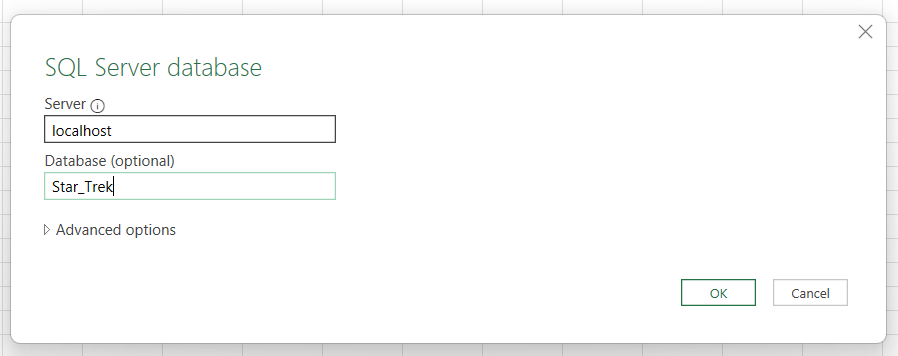 SQL Server database
Server
localhost
Database (optional)
Star_Trek
Advanced options
OK Cancel